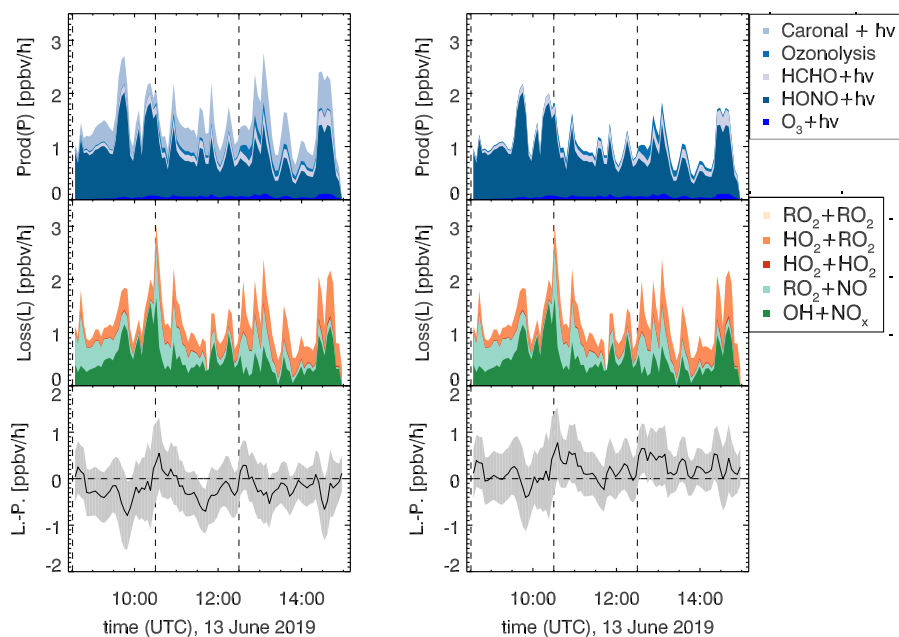 3
2
1
0
Prod(P) [ppbv/h]
3
2
1
0
Prod(P) [ppbv/h]
Caronal + hv
Ozonolysis
HCHO+hv
HONO+hv
O₃+hv
3
2
1
0
Loss(L) [ppbv/h]
3
2
1
0
Loss(L) [ppbv/h]
RO₂+RO₂
HO₂+RO₂
HO₂+HO₂
RO₂+NO
OH+NOₓ
2
1
0
-1
-2
L.-P. [ppbv/h]
2
1
0
-1
-2
L.-P. [ppbv/h]
10:00 12:00 14:00
time (UTC), 13 June 2019
10:00 12:00 14:00
time (UTC), 13 June 2019